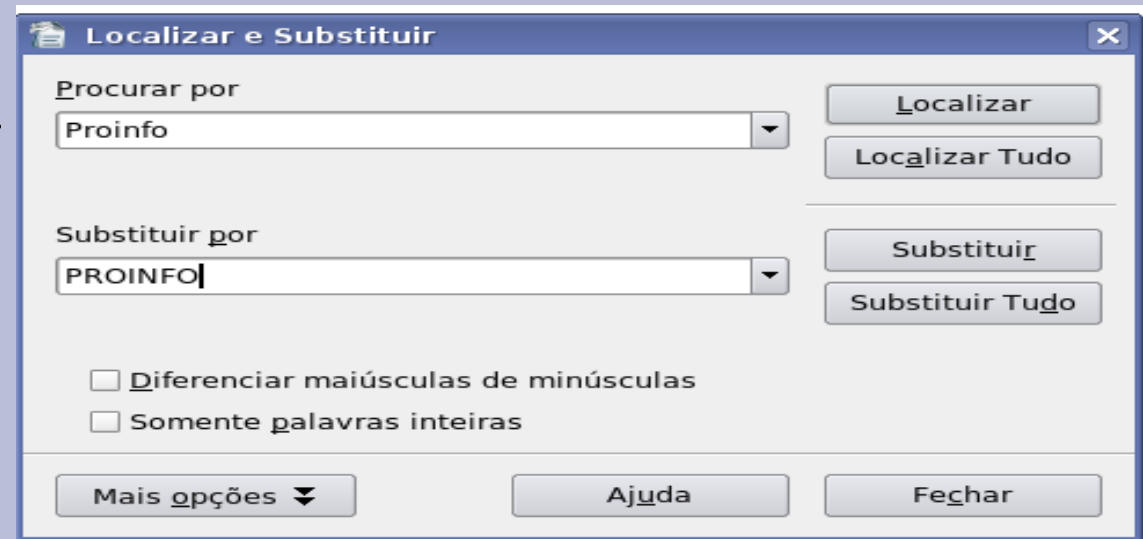 Localizar e Substituir
Procurar por
Proinfo
Localizar
Localizar Tudo
Substituir por
PROINFO
Substituir
Substituir Tudo
Diferenciar maiúsculas de minúsculas
Somente palavras inteiras
Mais opções
Ajuda
Fechar